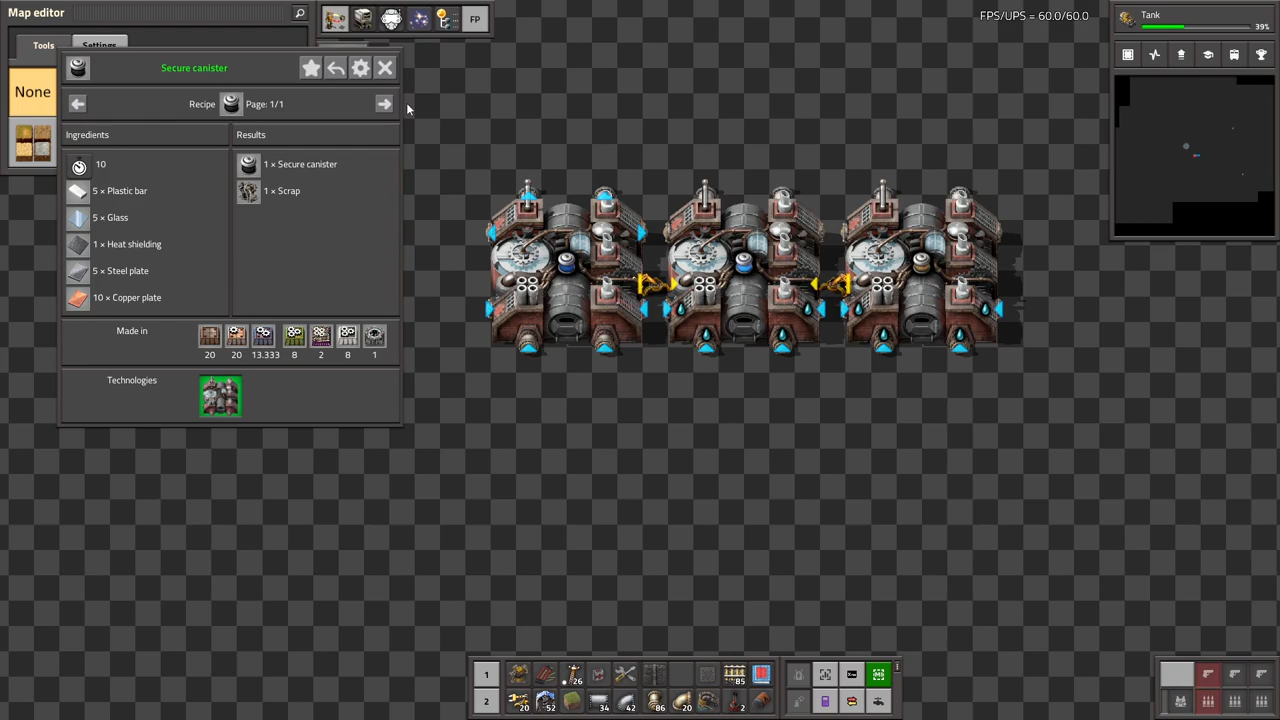 Map editor
FP
FPS/UPS = 60.0/60.0
Tank
39%
Tools
Settings
None
Secure canister
Recipe
Page: 1/1
Ingredients
Results
10
1 × Secure canister
5 × Plastic bar
1 × Scrap
5 × Glass
1 × Heat shielding
5 × Steel plate
10 × Copper plate
Made in
20
20
13.333
8
2
8
1
Technologies
1
26
85
2
20
52
34
42
86
20
2